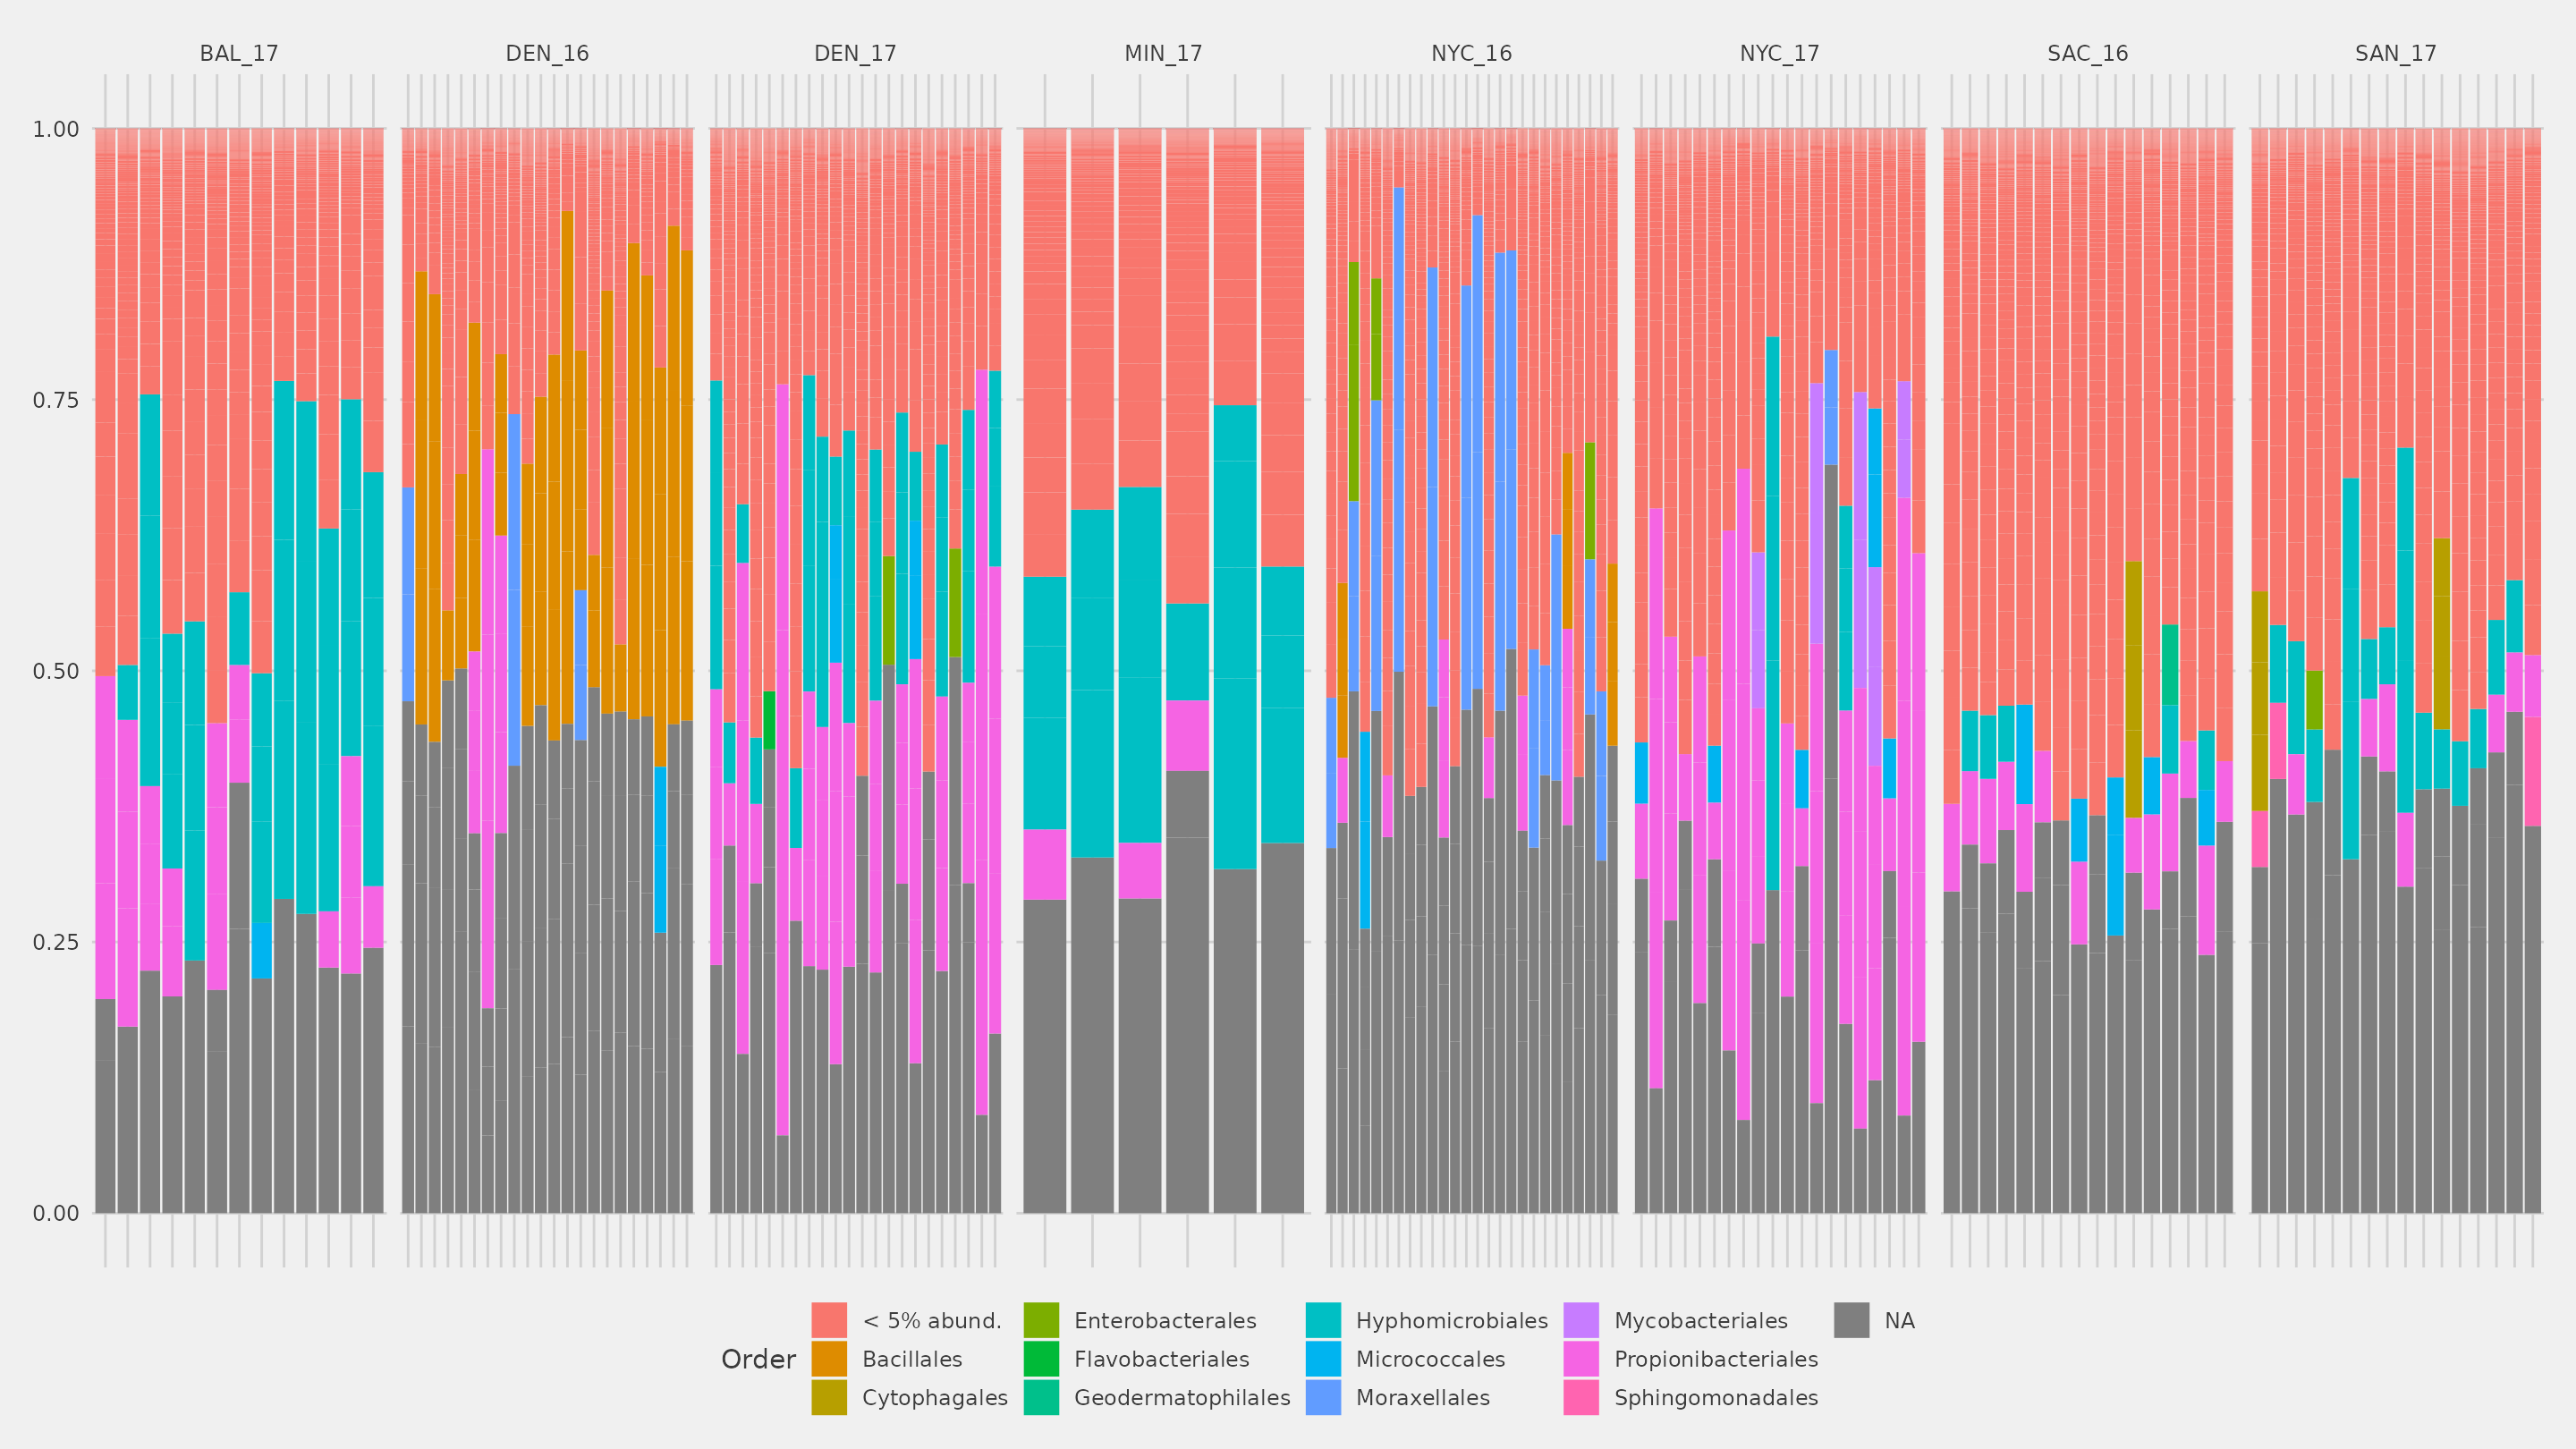 BAL_17 DEN_16 DEN_17 MIN_17 NYC_16 NYC_17 SAC_16 SAN_17
1.00
0.75
0.50
0.25
0.00
Order
< 5% abund. Enterobacterales Hyphomicrobiales Mycobacteriales NA
Bacillales Flavobacteriales Micrococcales Propionibacteriales
Cytophagales Geodermatophilales Moraxellales Sphingomonadales